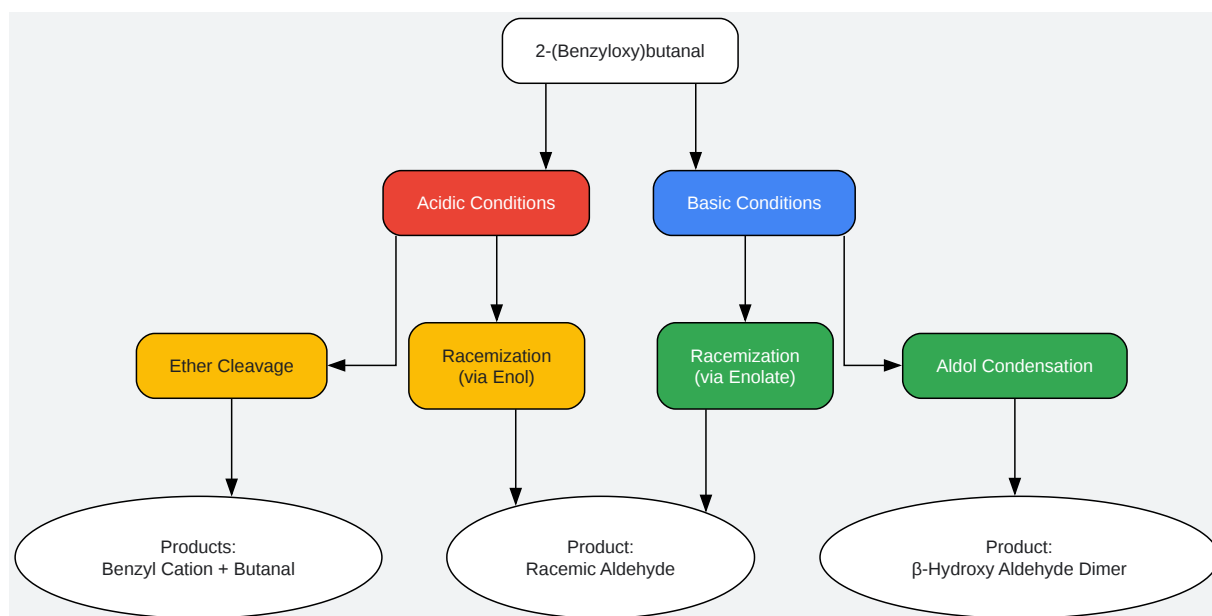 2-(Benzyloxy)butanal
Acidic Conditions
Basic Conditions
Ether Cleavage
Racemization
(via Enol)
Racemization
(via Enolate)
Aldol Condensation
Products:
Benzyl Cation + Butanal
Product:
Racemic Aldehyde
Product:
β-Hydroxy Aldehyde Dimer